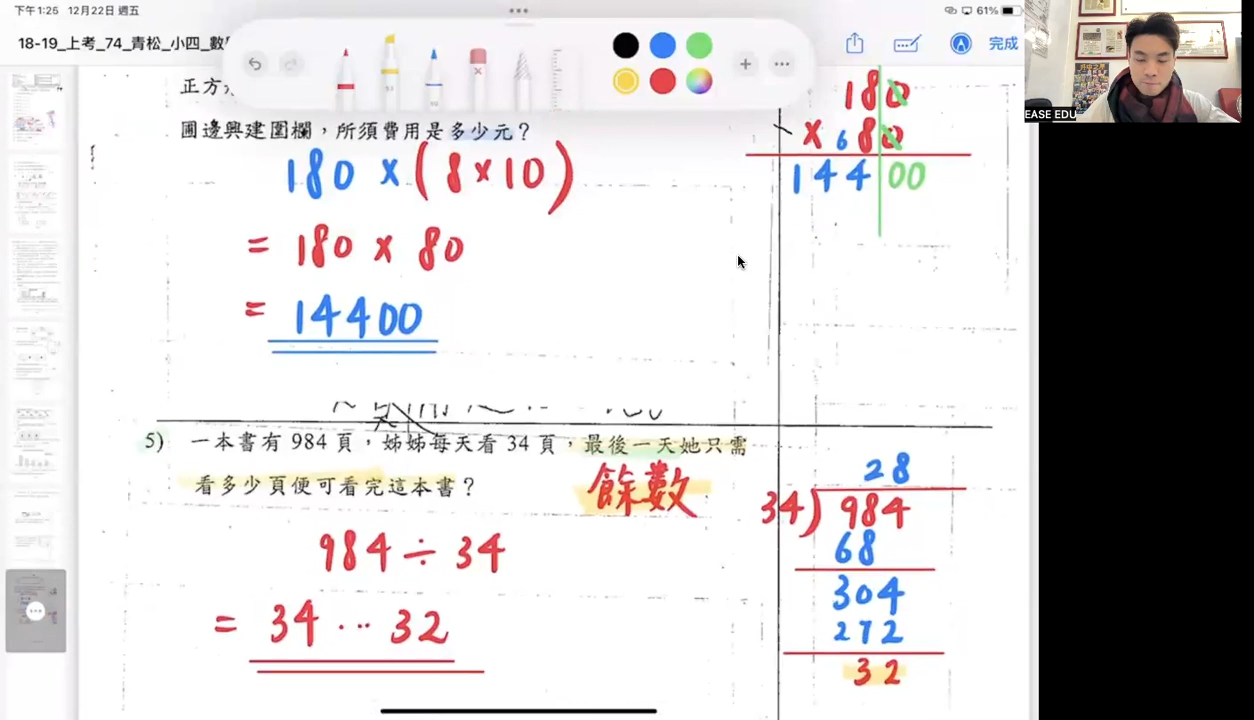 下午1:26 12月22日 週五
61%
18-19_上考_74_青松_小四_數
完成
EASE EDU
正方
圃邊興建圍欄，所須費用是多少元？
180 × (8×10)
= 180 × 80
= 14400
180
× 680
14400
5) 一本書有 984 頁，姊姊每天看 34 頁，最後一天她只需
看多少頁便可看完這本書？
餘數
984 ÷ 34
= 34 ... 32
28
34) 984
68
304
272
32